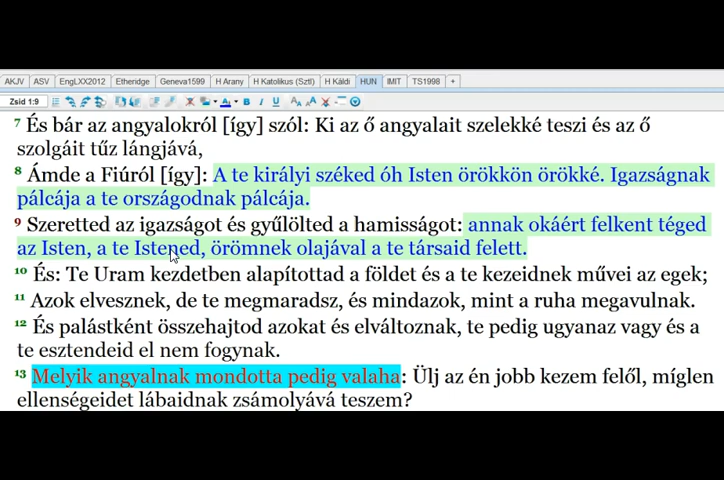 AKJV ASV EngLXX2012 Etheridge Geneva1599 H Arany H Katolikus (Sztl) H Káldi HUN IMIT TS1998 +
Zsid 1:9
7 És bár az angyalokról [így] szól: Ki az ő angyalait szelekké teszi és az ő
szolgáit tűz lángjává,
8 Ámde a Fiúról [így]: A te királyi széked óh Isten örökkön örökké. Igazságnak
pálcája a te országodnak pálcája.
9 Szeretted az igazságot és gyűlölted a hamisságot: annak okáért felkent téged
az Isten, a te Istened, örömnek olajával a te társaid felett.
10 És: Te Uram kezdetben alapítottad a földet és a te kezeidnek művei az egek;
11 Azok elvesznek, de te megmaradsz, és mindazok, mint a ruha megavulnak.
12 És palástként összehajtod azokat és elváltoznak, te pedig ugyanaz vagy és a
te esztendeid el nem fogynak.
13 Melyik angyalnak mondotta pedig valaha: Ülj az én jobb kezem felől, míglen
ellenségeidet lábaidnak zsámolyává teszem?